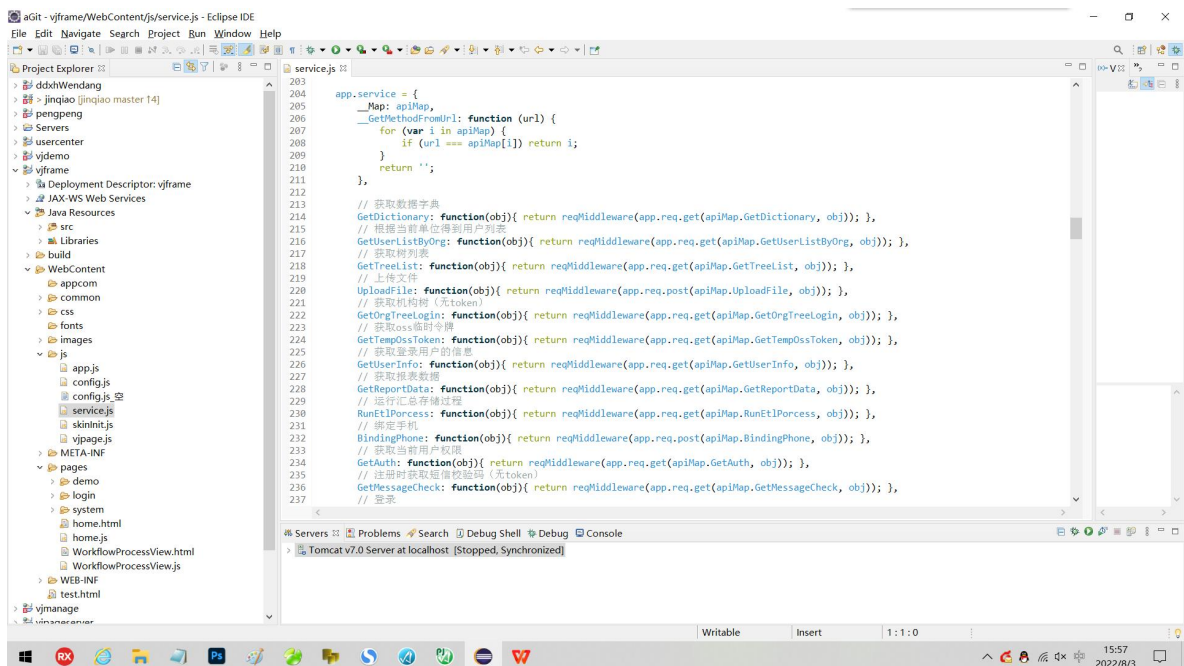 aGit - vjframe/WebContent/js/service.js - Eclipse IDE
File Edit Navigate Search Project Run Window Help
Project Explorer
ddxhWendang
> jinqiao [jinqiao master ↑4]
pengpeng
Servers
usercenter
vjdemo
vjframe
Deployment Descriptor: vjframe
JAX-WS Web Services
Java Resources
src
Libraries
build
WebContent
appcom
common
css
fonts
images
js
app.js
config.js
config.js_空
service.js
skinInit.js
vjpage.js
META-INF
pages
demo
login
system
home.html
home.js
WorkflowProcessView.html
WorkflowProcessView.js
WEB-INF
test.html
vjmanage
vjpageserver
service.js
203
204 app.service = {
205 __Map: apiMap,
206 __GetMethodFromUrl: function (url) {
207 for (var i in apiMap) {
208 if (url === apiMap[i]) return i;
209 }
210 return '';
211 },
212
213 // 获取数据字典
214 GetDictionary: function(obj){ return reqMiddleware(app.req.get(apiMap.GetDictionary, obj)); },
215 // 根据当前单位得到用户列表
216 GetUserListByOrg: function(obj){ return reqMiddleware(app.req.get(apiMap.GetUserListByOrg, obj)); },
217 // 获取树列表
218 GetTreeList: function(obj){ return reqMiddleware(app.req.get(apiMap.GetTreeList, obj)); },
219 // 上传文件
220 UploadFile: function(obj){ return reqMiddleware(app.req.post(apiMap.UploadFile, obj)); },
221 // 获取机构树（无token）
222 GetOrgTreeLogin: function(obj){ return reqMiddleware(app.req.get(apiMap.GetOrgTreeLogin, obj)); },
223 // 获取oss临时令牌
224 GetTempOssToken: function(obj){ return reqMiddleware(app.req.get(apiMap.GetTempOssToken, obj)); },
225 // 获取登录用户的信息
226 GetUserInfo: function(obj){ return reqMiddleware(app.req.get(apiMap.GetUserInfo, obj)); },
227 // 获取报表数据
228 GetReportData: function(obj){ return reqMiddleware(app.req.get(apiMap.GetReportData, obj)); },
229 // 运行汇总存储过程
230 RunEtlPorcess: function(obj){ return reqMiddleware(app.req.get(apiMap.RunEtlPorcess, obj)); },
231 // 绑定手机
232 BindingPhone: function(obj){ return reqMiddleware(app.req.post(apiMap.BindingPhone, obj)); },
233 // 获取当前用户权限
234 GetAuth: function(obj){ return reqMiddleware(app.req.get(apiMap.GetAuth, obj)); },
235 // 注册时获取短信校验码（无token）
236 GetMessageCheck: function(obj){ return reqMiddleware(app.req.get(apiMap.GetMessageCheck, obj)); },
237 // 登录
(x)= V
Servers Problems Search Debug Shell Debug Console
Tomcat v7.0 Server at localhost [Stopped, Synchronized]
Writable Insert 1 : 1 : 0
RX Ps 中 15:57
2022/8/3